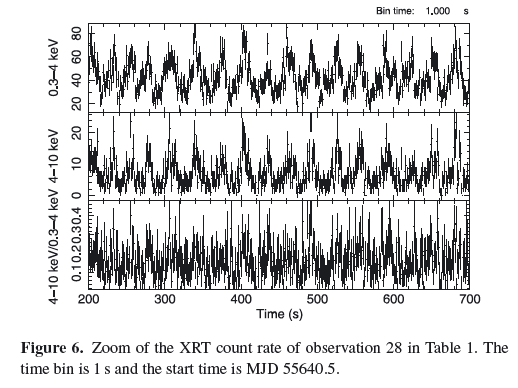 Bin time: 1.000 s
0.3–4 keV
80
60
40
20
4–10 keV
20
10
0
4–10 keV/0.3–4 keV
0.4
0.3
0.2
0.1
200 300 400 500 600 700
Time (s)
Figure 6. Zoom of the XRT count rate of observation 28 in Table 1. The
time bin is 1 s and the start time is MJD 55640.5.